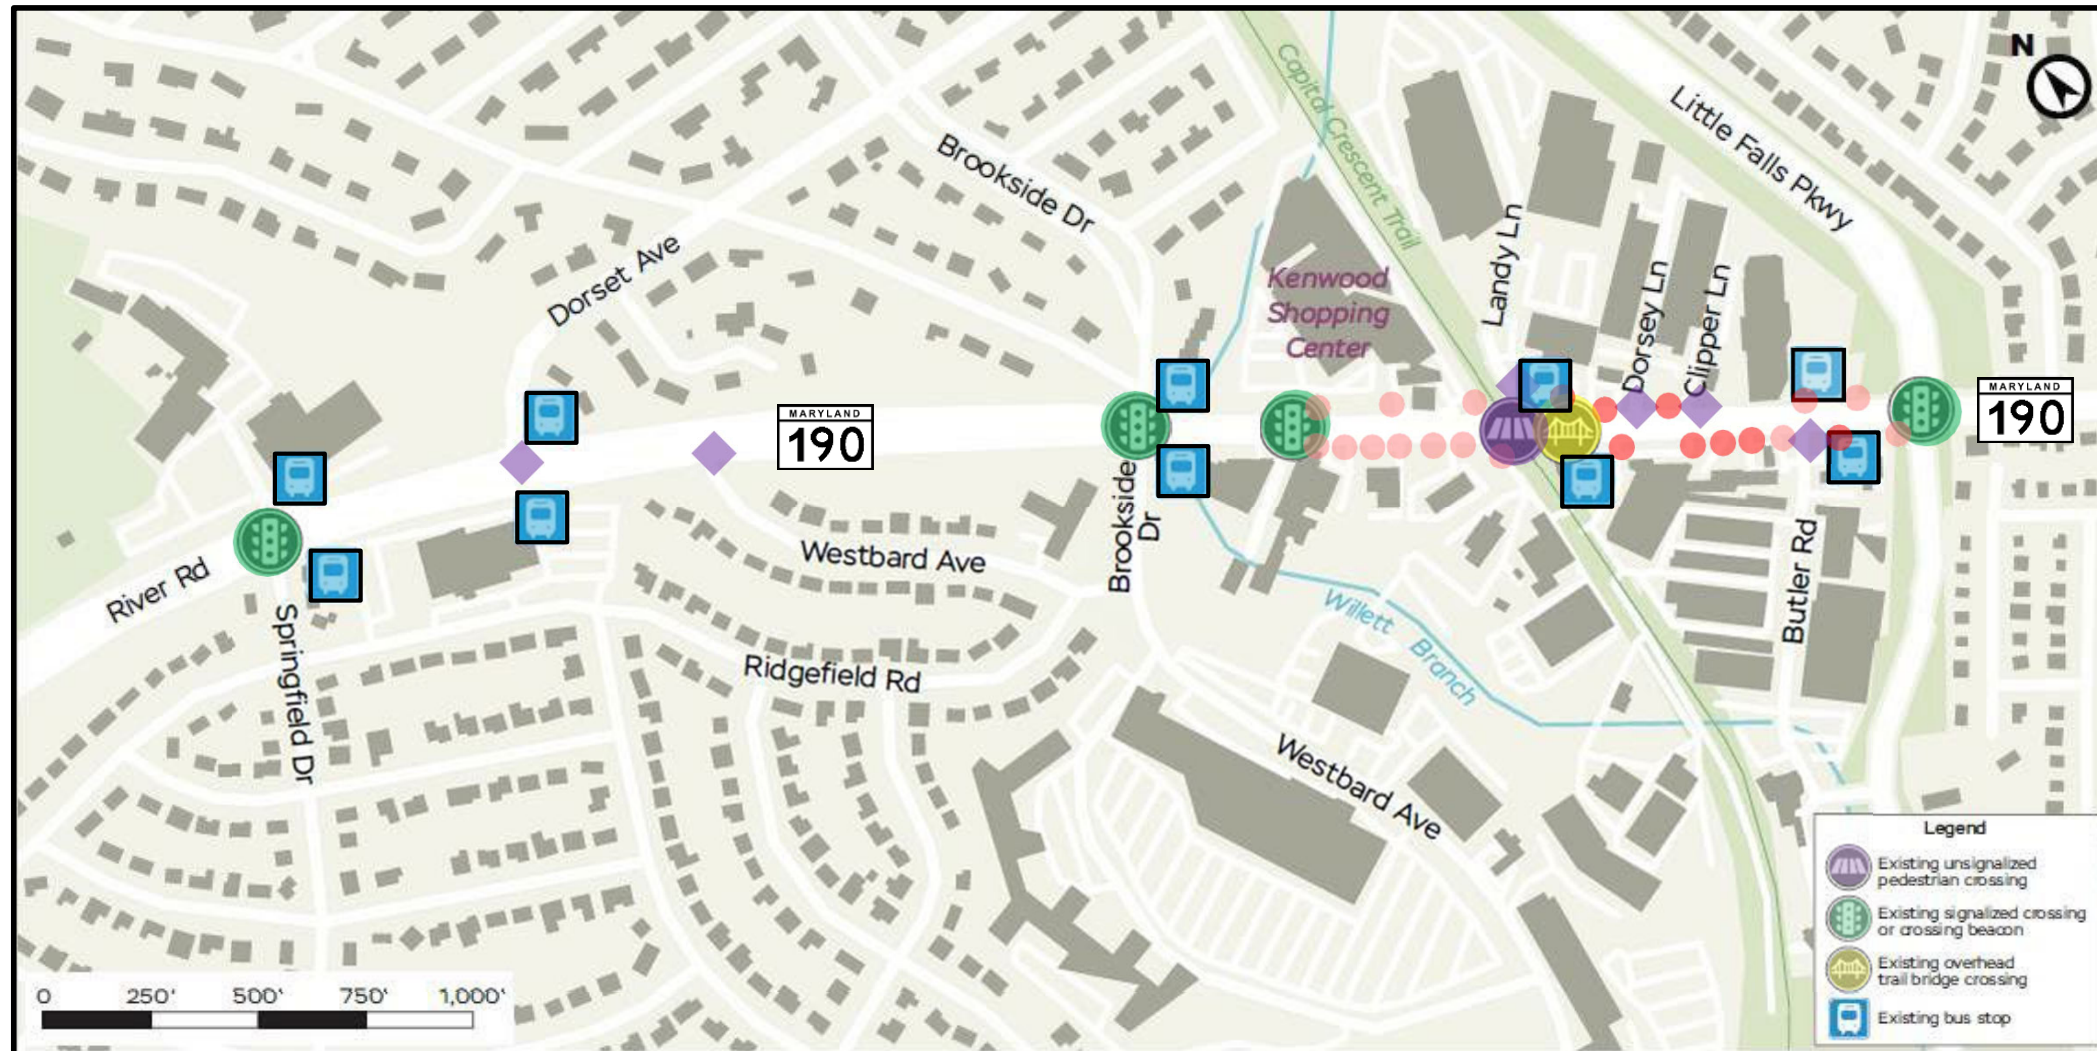 N
Capital Crescent Trail
Little Falls Pkwy
Brookside Dr
Dorset Ave
Landy Ln
Kenwood
Shopping
Center
Dorsey Ln
Clipper Ln
MARYLAND
190
MARYLAND
190
Brookside
Dr
Westbard Ave
River Rd
Springfield Dr
Butler Rd
Willett Branch
Ridgefield Rd
Westbard Ave
Legend
Existing unsignalized
pedestrian crossing
Existing signalized crossing
or crossing beacon
Existing overhead
trail bridge crossing
Existing bus stop
0 250' 500' 750' 1,000'